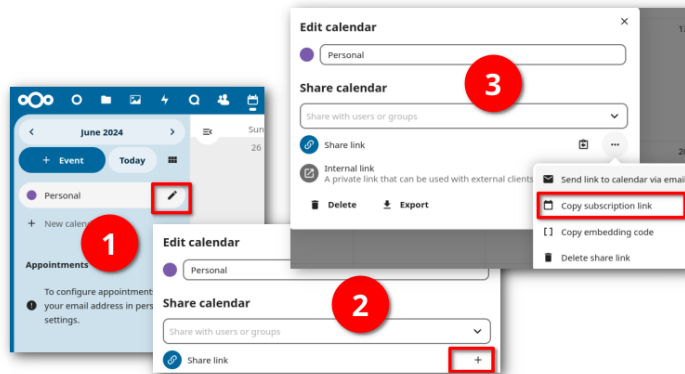 June 2024
Sun
+ Event
Today
26
Personal
+ New calen
Appointments
To configure appointment
your email address in pers
settings.
1
Edit calendar
Personal
Share calendar
Share with users or groups
Share link
2
Edit calendar
Personal
Share calendar
Share with users or groups
Share link
Internal link
A private link that can be used with external clients
Delete
Export
3
Send link to calendar via email
Copy subscription link
Copy embedding code
Delete share link